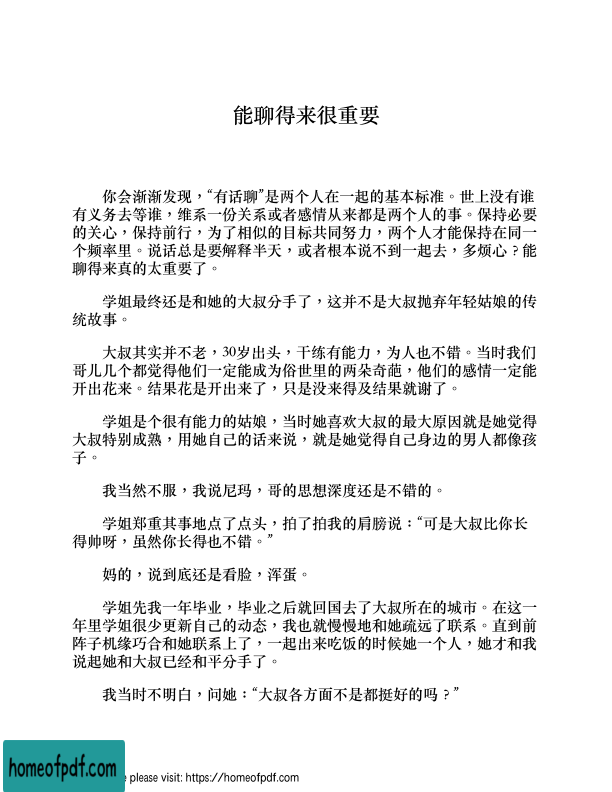 能聊得来很重要
你会渐渐发现，“有话聊”是两个人在一起的基本标准。世上没有谁
有义务去等谁，维系一份关系或者感情从来都是两个人的事。保持必要
的关心，保持前行，为了相似的目标共同努力，两个人才能保持在同一
个频率里。说话总是要解释半天，或者根本说不到一起去，多烦心？能
聊得来真的太重要了。
学姐最终还是和她的大叔分手了，这并不是大叔抛弃年轻姑娘的传
统故事。
大叔其实并不老，30岁出头，干练有能力，为人也不错。当时我们
哥儿几个都觉得他们一定能成为俗世里的两朵奇葩，他们的感情一定能
开出花来。结果花是开出来了，只是没来得及结果就谢了。
学姐是个很有能力的姑娘，当时她喜欢大叔的最大原因就是她觉得
大叔特别成熟，用她自己的话来说，就是她觉得自己身边的男人都像孩
子。
我当然不服，我说尼玛，哥的思想深度还是不错的。
学姐郑重其事地点了点头，拍了拍我的肩膀说：“可是大叔比你长
得帅呀，虽然你长得也不错。”
妈的，说到底还是看脸，浑蛋。
学姐先我一年毕业，毕业之后就回国去了大叔所在的城市。在这一
年里学姐很少更新自己的动态，我也就慢慢地和她疏远了联系。直到前
阵子机缘巧合和她联系上了，一起出来吃饭的时候她一个人，她才和我
说起她和大叔已经和平分手了。
我当时不明白，问她：“大叔各方面不是都挺好的吗？”
homeofpdf.com
e please visit: https://homeofpdf.com